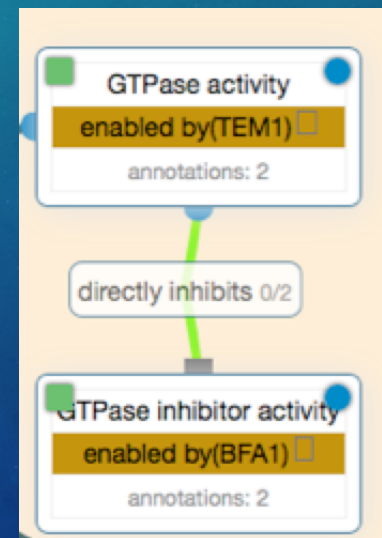 GTPase activity
enabled by(TEM1)
annotations: 2
directly inhibits 0/2
GTPase inhibitor activity
enabled by(BFA1)
annotations: 2